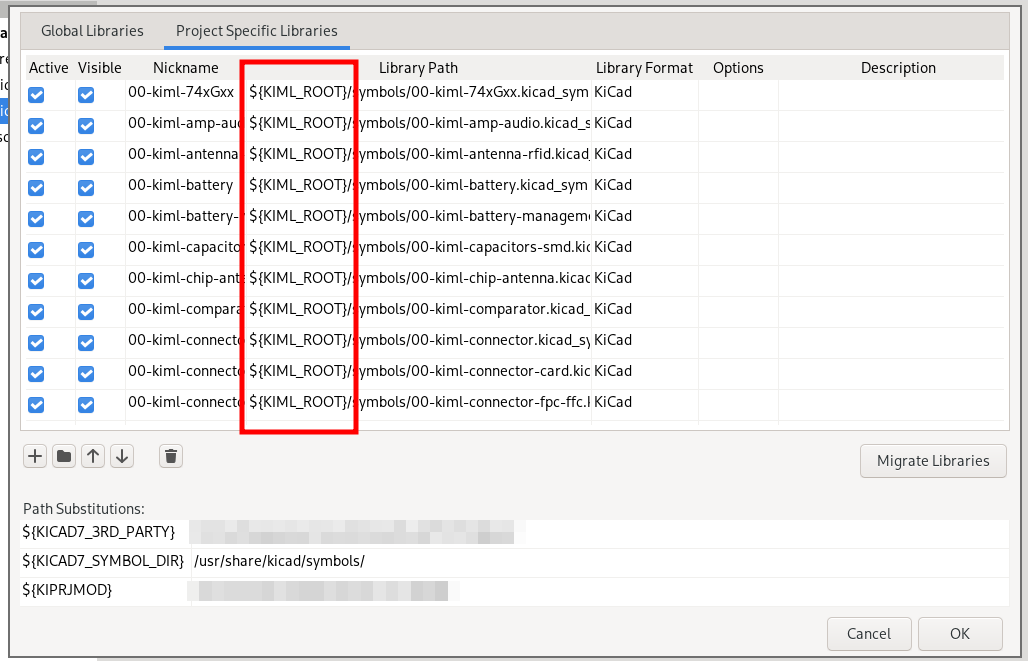 Global Libraries Project Specific Libraries
Active Visible Nickname Library Path Library Format Options Description
00-kiml-74xGxx ${KIML_ROOT}/symbols/00-kiml-74xGxx.kicad_sym KiCad
00-kiml-amp-aud ${KIML_ROOT}/symbols/00-kiml-amp-audio.kicad_s KiCad
00-kiml-antenna ${KIML_ROOT}/symbols/00-kiml-antenna-rfid.kicad_ KiCad
00-kiml-battery ${KIML_ROOT}/symbols/00-kiml-battery.kicad_sym KiCad
00-kiml-battery- ${KIML_ROOT}/symbols/00-kiml-battery-manageme KiCad
00-kiml-capacito ${KIML_ROOT}/symbols/00-kiml-capacitors-smd.kic KiCad
00-kiml-chip-ant ${KIML_ROOT}/symbols/00-kiml-chip-antenna.kicad KiCad
00-kiml-compara ${KIML_ROOT}/symbols/00-kiml-comparator.kicad_ KiCad
00-kiml-connecto ${KIML_ROOT}/symbols/00-kiml-connector.kicad_sy KiCad
00-kiml-connecto ${KIML_ROOT}/symbols/00-kiml-connector-card.kic KiCad
00-kiml-connecto ${KIML_ROOT}/symbols/00-kiml-connector-fpc-ffc.k KiCad
Migrate Libraries
Path Substitutions:
${KICAD7_3RD_PARTY}
${KICAD7_SYMBOL_DIR} /usr/share/kicad/symbols/
${KIPRJMOD}
Cancel OK